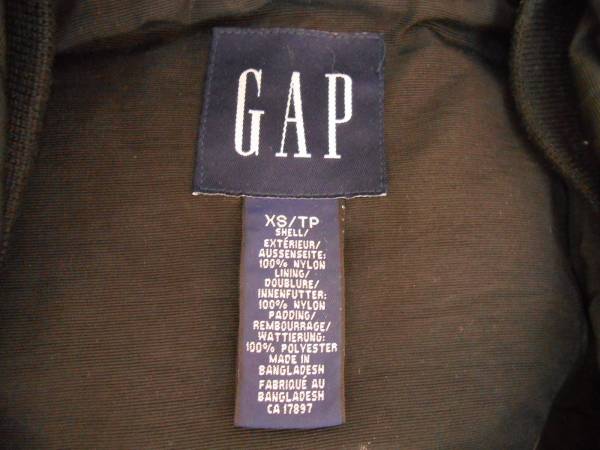 GAP
XS/TP
SHELL/
EXTÉRIEUR/
AUSSENSEITE:
100% NYLON
LINING/
DOUBLURE/
INNENFUTTER:
100% NYLON
PADDING/
REMBOURRAGE/
WATTIERUNG:
100% POLYESTER
MADE IN
BANGLADESH
FABRIQUÉ AU
BANGLADESH
CA 17897